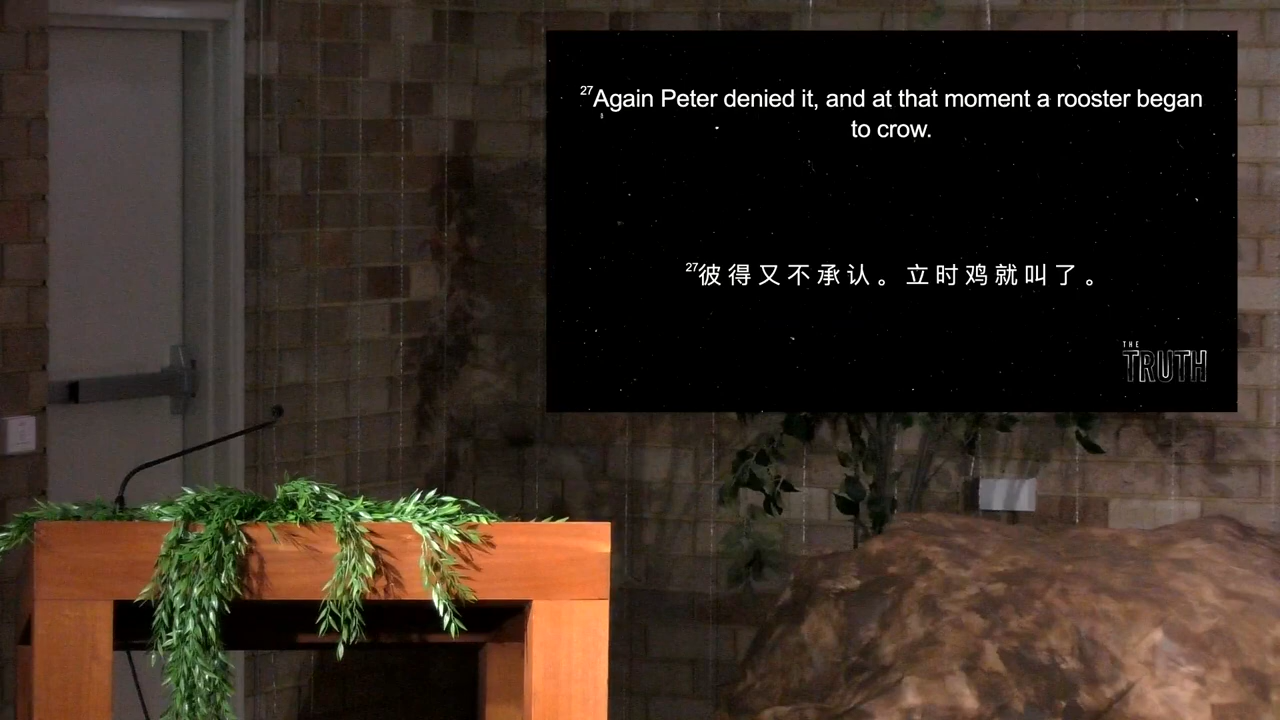 27Again Peter denied it, and at that moment a rooster began
to crow.
27彼得又不承认。立时鸡就叫了。
THE
TRUTH